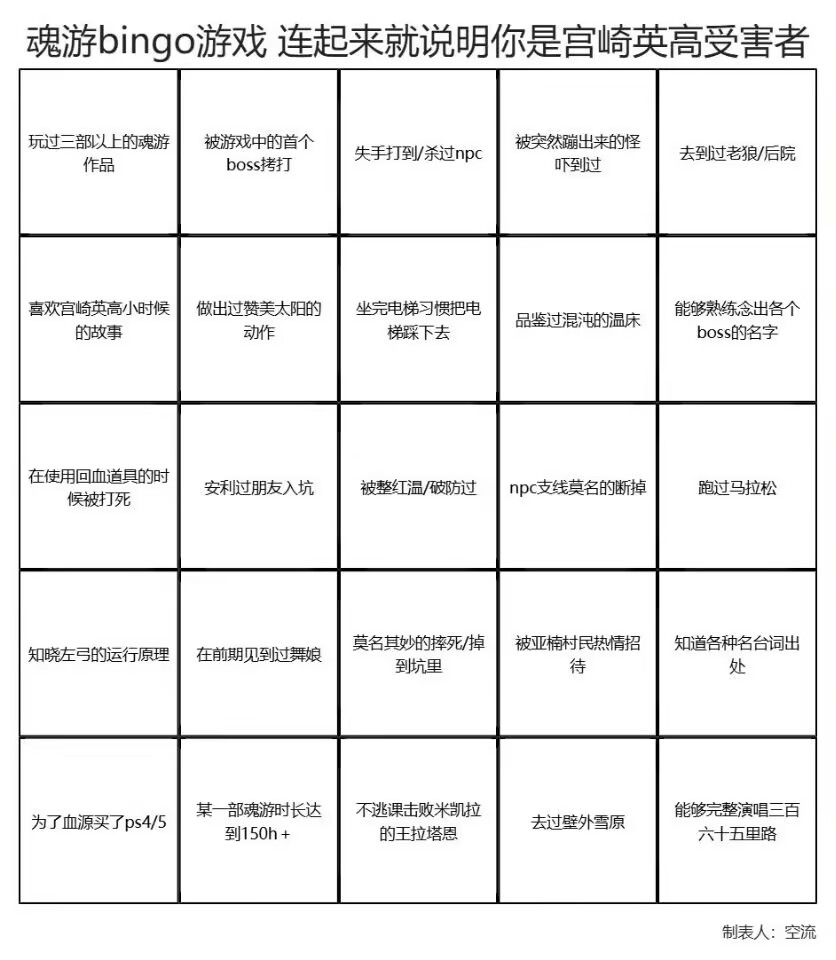 魂游bingo游戏 连起来就说明你是宫崎英高受害者
玩过三部以上的魂游
作品
被游戏中的首个
boss拷打
失手打到/杀过npc
被突然蹦出来的怪
吓到过
去到过老狼/后院
喜欢宫崎英高小时候
的故事
做出过赞美太阳的
动作
坐完电梯习惯把电
梯踩下去
品鉴过混沌的温床
能够熟练念出各个
boss的名字
在使用回血道具的时
候被打死
安利过朋友入坑
被整红温/破防过
npc支线莫名的断掉
跑过马拉松
知晓左弓的运行原理
在前期见到过舞娘
莫名其妙的摔死/掉
到坑里
被亚楠村民热情招
待
知道各种名台词出
处
为了血源买了ps4/5
某一部魂游时长达
到150h＋
不逃课击败米凯拉
的王拉塔恩
去过壁外雪原
能够完整演唱三百
六十五里路
制表人：空流